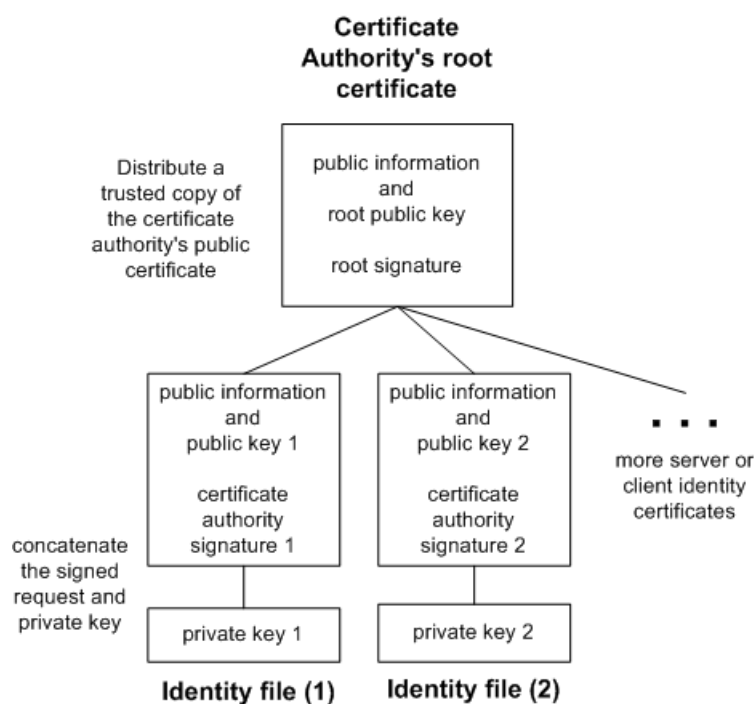 Certificate
Authority's root
certificate
Distribute a
trusted copy of
the certificate
authority's public
certificate
public information
and
root public key
root signature
public information
and
public key 1
certificate
authority
signature 1
public information
and
public key 2
certificate
authority
signature 2
. . .
more server or
client identity
certificates
concatenate
the signed
request and
private key
private key 1
private key 2
Identity file (1)
Identity file (2)